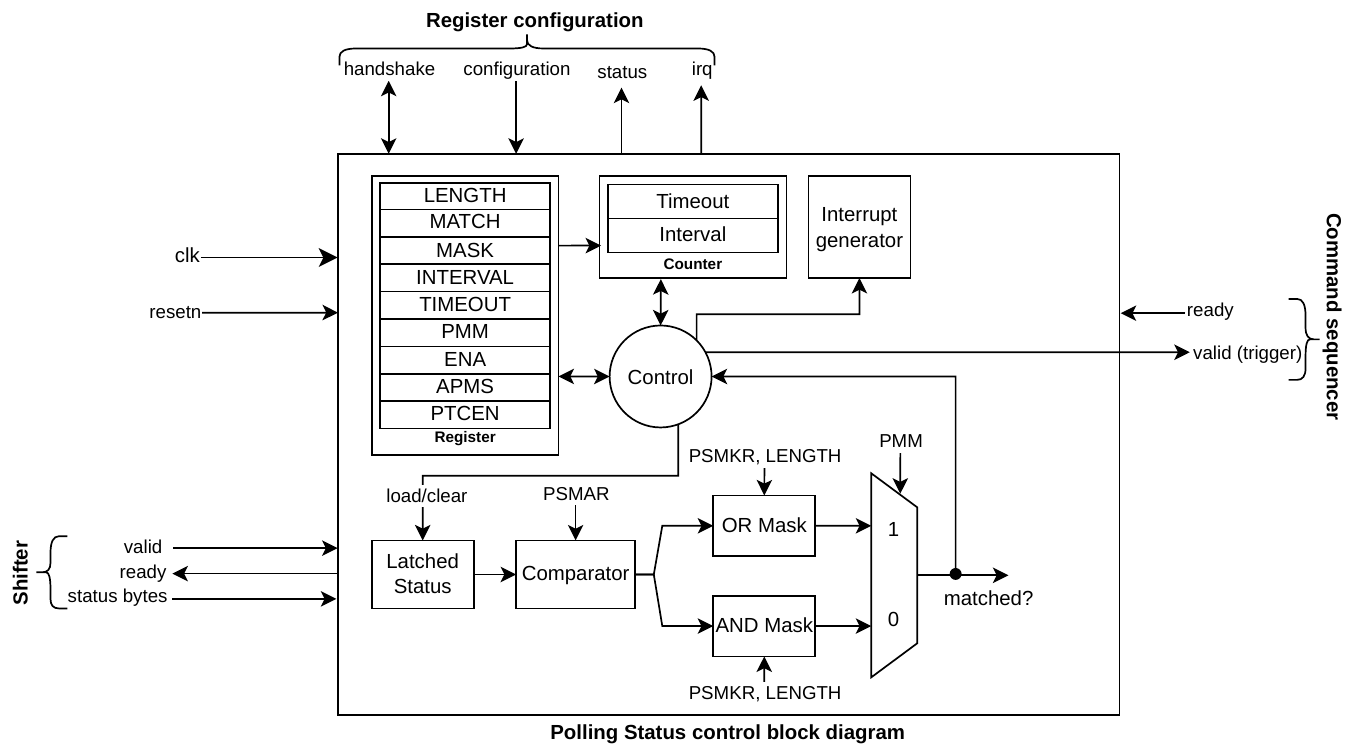 Register configuration
handshake
configuration
status
irq
LENGTH
MATCH
MASK
INTERVAL
TIMEOUT
PMM
ENA
APMS
PTCEN
Register
Timeout
Interval
Counter
Interrupt
generator
clk
resetn
Control
ready
valid (trigger)
Command sequencer
load/clear
PSMAR
PSMKR, LENGTH
PMM
Shifter
valid
ready
status bytes
Latched
Status
Comparator
OR Mask
AND Mask
1
0
matched?
PSMKR, LENGTH
Polling Status control block diagram